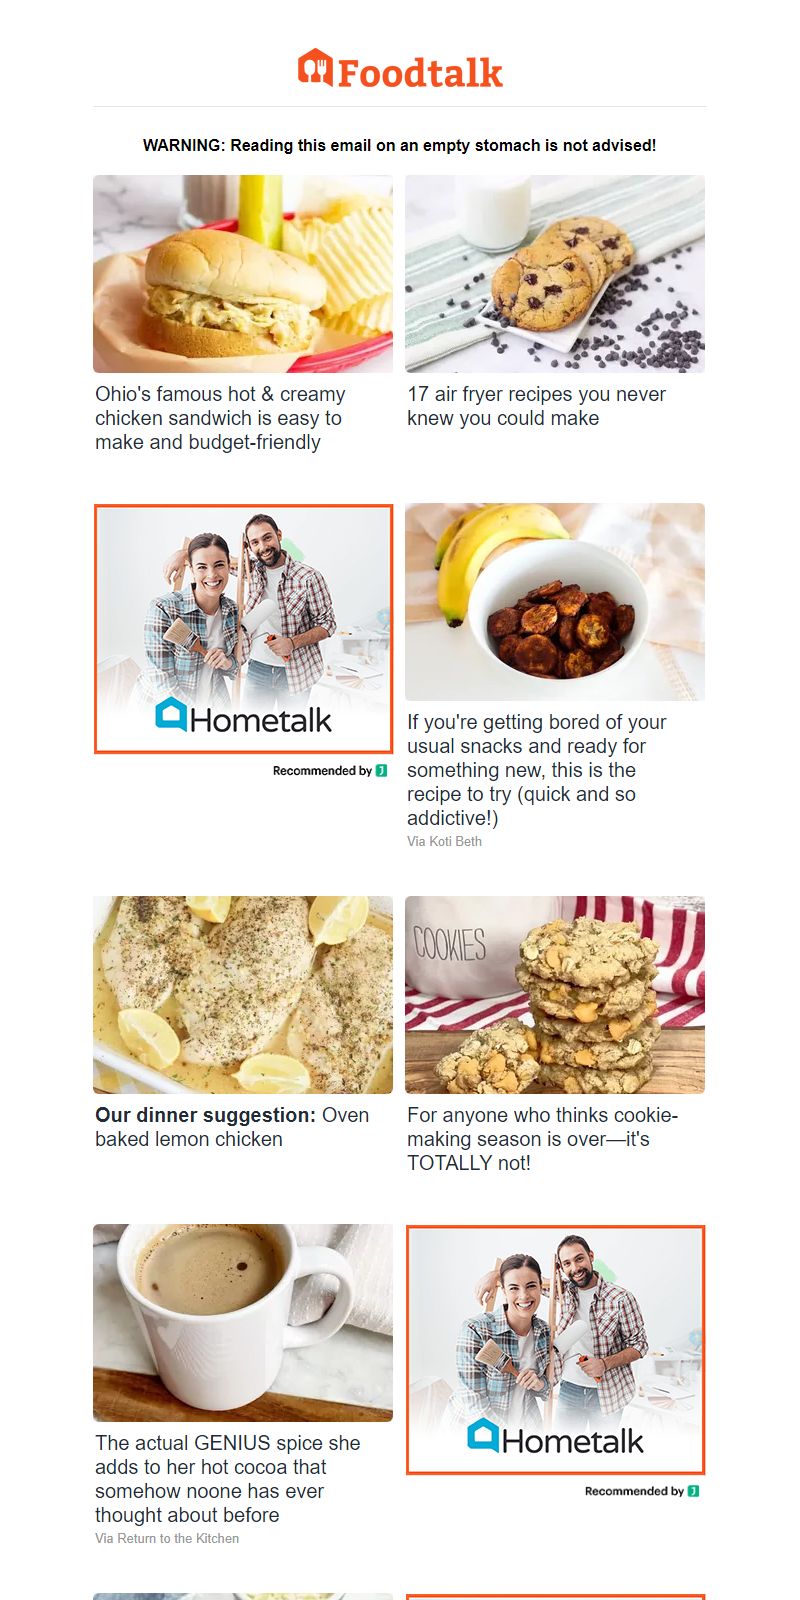 Foodtalk
WARNING: Reading this email on an empty stomach is not advised!
Ohio's famous hot & creamy
chicken sandwich is easy to
make and budget-friendly
17 air fryer recipes you never
knew you could make
Hometalk
Recommended by
If you're getting bored of your
usual snacks and ready for
something new, this is the
recipe to try (quick and so
addictive!)
Via Koti Beth
Our dinner suggestion: Oven
baked lemon chicken
COOKIES
For anyone who thinks cookie-
making season is over—it's
TOTALLY not!
The actual GENIUS spice she
adds to her hot cocoa that
somehow noone has ever
thought about before
Via Return to the Kitchen
Hometalk
Recommended by